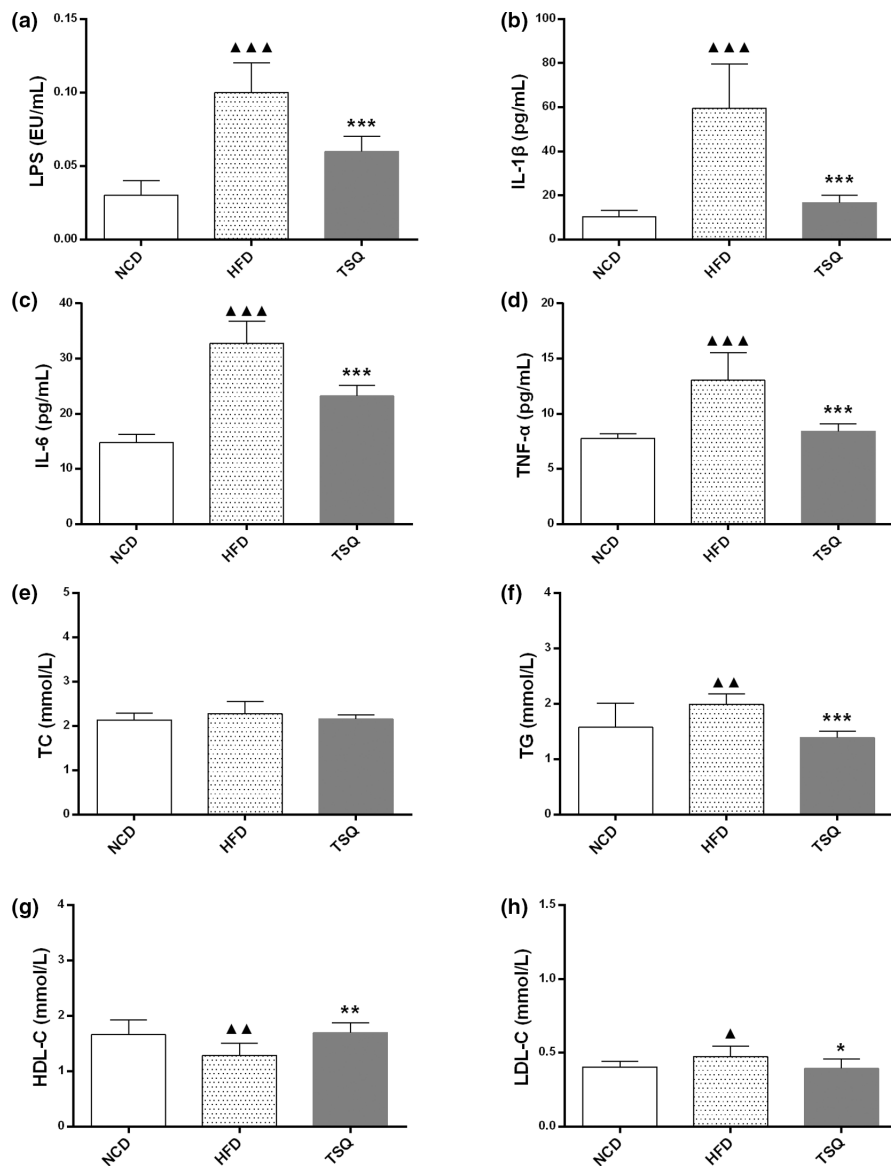 (a)
LPS (EU/mL)
0.15
0.10
0.05
0.00
▲▲▲
***
NCD
HFD
TSQ
(b)
IL-1β (pg/mL)
100
80
60
40
20
0
▲▲▲
***
NCD
HFD
TSQ
(c)
IL-6 (pg/mL)
40
30
20
10
0
▲▲▲
***
NCD
HFD
TSQ
(d)
TNF-α (pg/mL)
20
15
10
5
0
▲▲▲
***
NCD
HFD
TSQ
(e)
TC (mmol/L)
5
4
3
2
1
0
NCD
HFD
TSQ
(f)
TG (mmol/L)
4
3
2
1
0
▲▲
***
NCD
HFD
TSQ
(g)
HDL-C (mmol/L)
4
3
2
1
0
▲▲
**
NCD
HFD
TSQ
(h)
LDL-C (mmol/L)
1.5
1.0
0.5
0.0
▲
*
NCD
HFD
TSQ